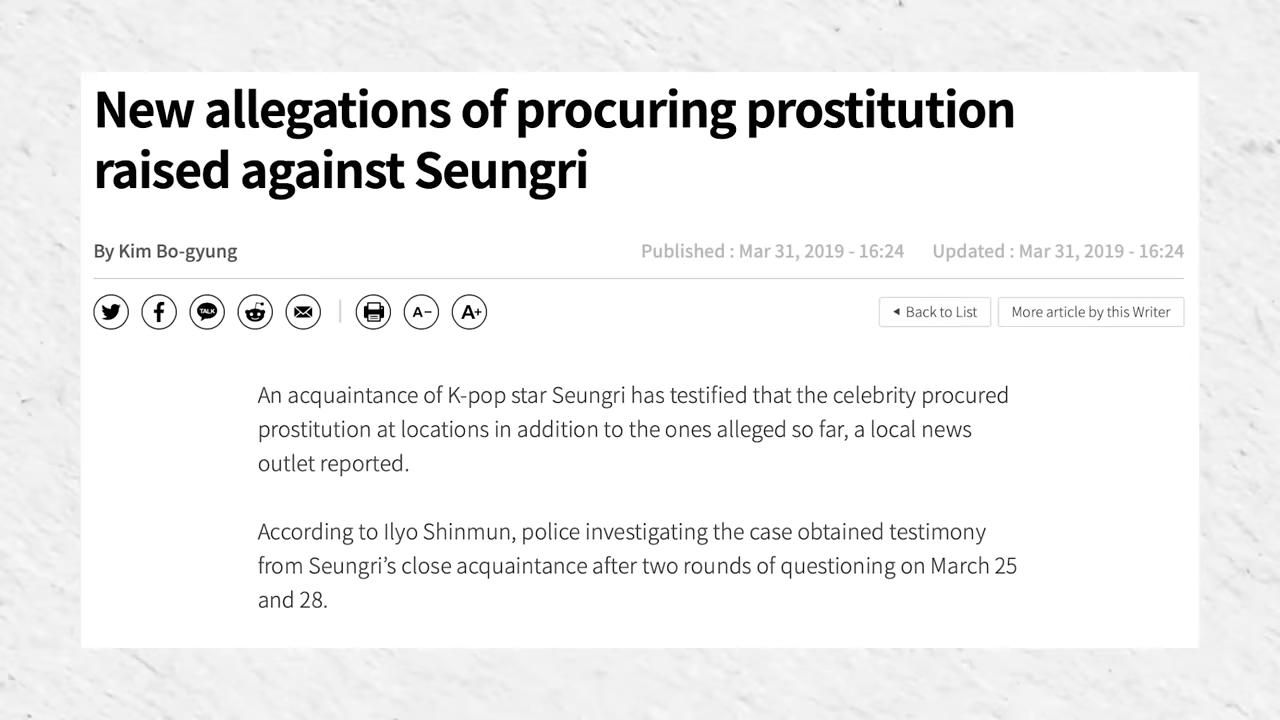 New allegations of procuring prostitution
raised against Seungri
By Kim Bo-gyung
Published : Mar 31, 2019 - 16:24
Updated : Mar 31, 2019 - 16:24
TALK
A−
A+
Back to List
More article by this Writer
An acquaintance of K-pop star Seungri has testified that the celebrity procured
prostitution at locations in addition to the ones alleged so far, a local news
outlet reported.
According to Ilyo Shinmun, police investigating the case obtained testimony
from Seungri’s close acquaintance after two rounds of questioning on March 25
and 28.